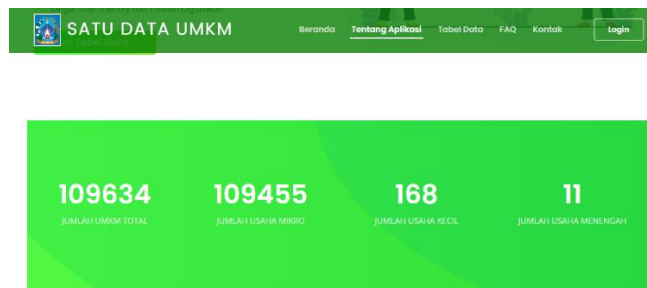 SATU DATA UMKM
Beranda Tentang Aplikasi Tabel Data FAQ Kontak Login
109634 109455 168 11
JUMLAH UMKM TOTAL JUMLAH USAHA MIKRO JUMLAH USAHA KECIL JUMLAH USAHA MENENGAH